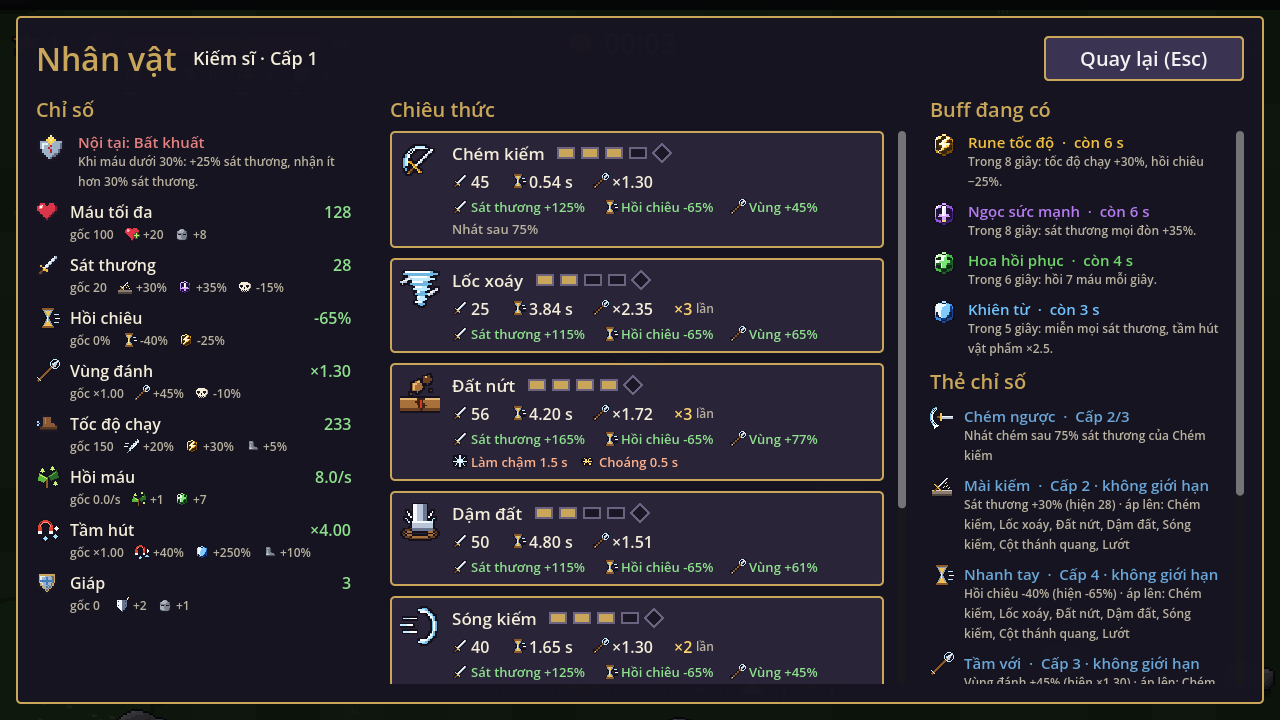 Nhân vật
Kiếm sĩ · Cấp 1
Quay lại (Esc)
Chỉ số
Nội tại: Bất khuất
Khi máu dưới 30%: +25% sát thương, nhận ít
hơn 30% sát thương.
Máu tối đa 128
gốc 100 +20 +8
Sát thương 28
gốc 20 +30% +35% -15%
Hồi chiêu -65%
gốc 0% -40% -25%
Vùng đánh ×1.30
gốc ×1.00 +45% -10%
Tốc độ chạy 233
gốc 150 +20% +30% +5%
Hồi máu 8.0/s
gốc 0.0/s +1 +7
Tầm hút ×4.00
gốc ×1.00 +40% +250% +10%
Giáp 3
gốc 0 +2 +1
Chiêu thức
Chém kiếm
45 0.54 s ×1.30
Sát thương +125% Hồi chiêu -65% Vùng +45%
Nhát sau 75%
Lốc xoáy
25 3.84 s ×2.35 ×3 lần
Sát thương +115% Hồi chiêu -65% Vùng +65%
Đất nứt
56 4.20 s ×1.72 ×3 lần
Sát thương +165% Hồi chiêu -65% Vùng +77%
Làm chậm 1.5 s Choáng 0.5 s
Dậm đất
50 4.80 s ×1.51
Sát thương +115% Hồi chiêu -65% Vùng +61%
Sóng kiếm
40 1.65 s ×1.30 ×2 lần
Sát thương +125% Hồi chiêu -65% Vùng +45%
Buff đang có
Rune tốc độ · còn 6 s
Trong 8 giây: tốc độ chạy +30%, hồi chiêu
−25%.
Ngọc sức mạnh · còn 6 s
Trong 8 giây: sát thương mọi đòn +35%.
Hoa hồi phục · còn 4 s
Trong 6 giây: hồi 7 máu mỗi giây.
Khiên từ · còn 3 s
Trong 5 giây: miễn mọi sát thương, tầm hút
vật phẩm ×2.5.
Thẻ chỉ số
Chém ngược · Cấp 2/3
Nhát chém sau 75% sát thương của Chém
kiếm
Mài kiếm · Cấp 2 · không giới hạn
Sát thương +30% (hiện 28) · áp lên: Chém
kiếm, Lốc xoáy, Đất nứt, Dậm đất, Sóng
kiếm, Cột thánh quang, Lướt
Nhanh tay · Cấp 4 · không giới hạn
Hồi chiêu -40% (hiện -65%) · áp lên: Chém
kiếm, Lốc xoáy, Đất nứt, Dậm đất, Sóng
kiếm, Cột thánh quang, Lướt
Tầm với · Cấp 3 · không giới hạn
Vùng đánh +45% (hiện ×1.30) · áp lên: Chém